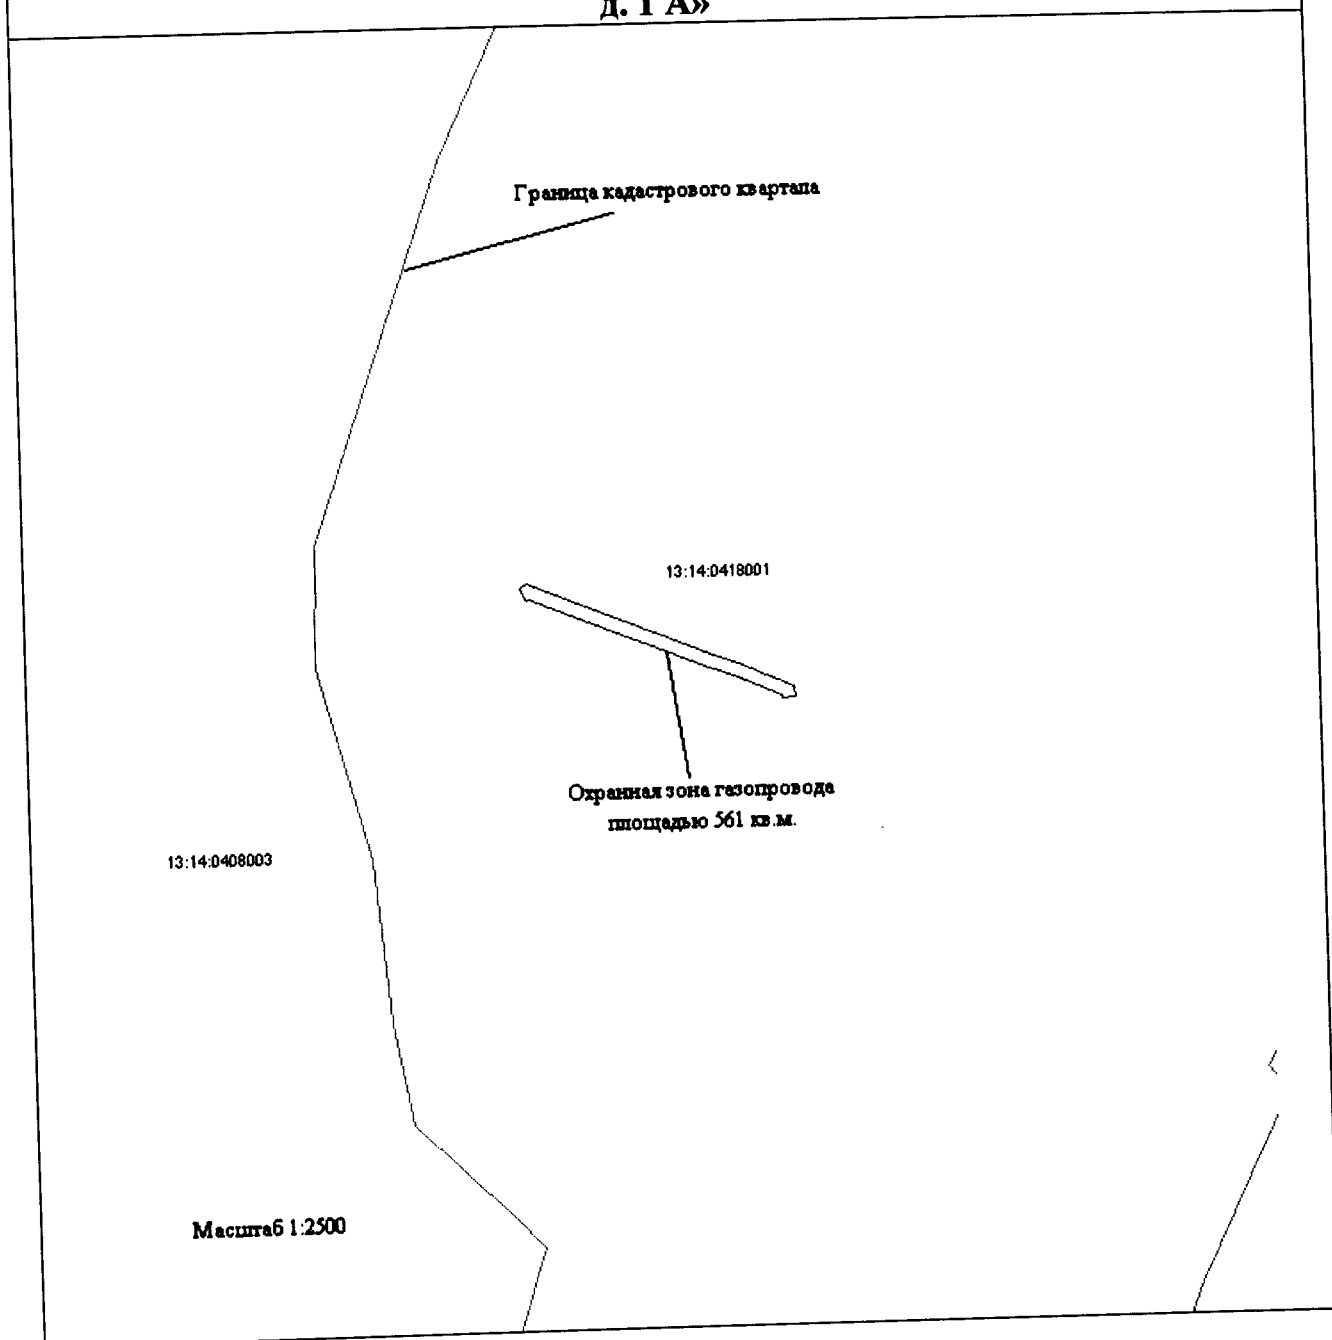 д. 1 А»
Граница кадастрового квартала
13:14:0418001
Охранная зона газопровода
площадью 561 кв.м.
13:14:0408003
Масштаб 1:2500